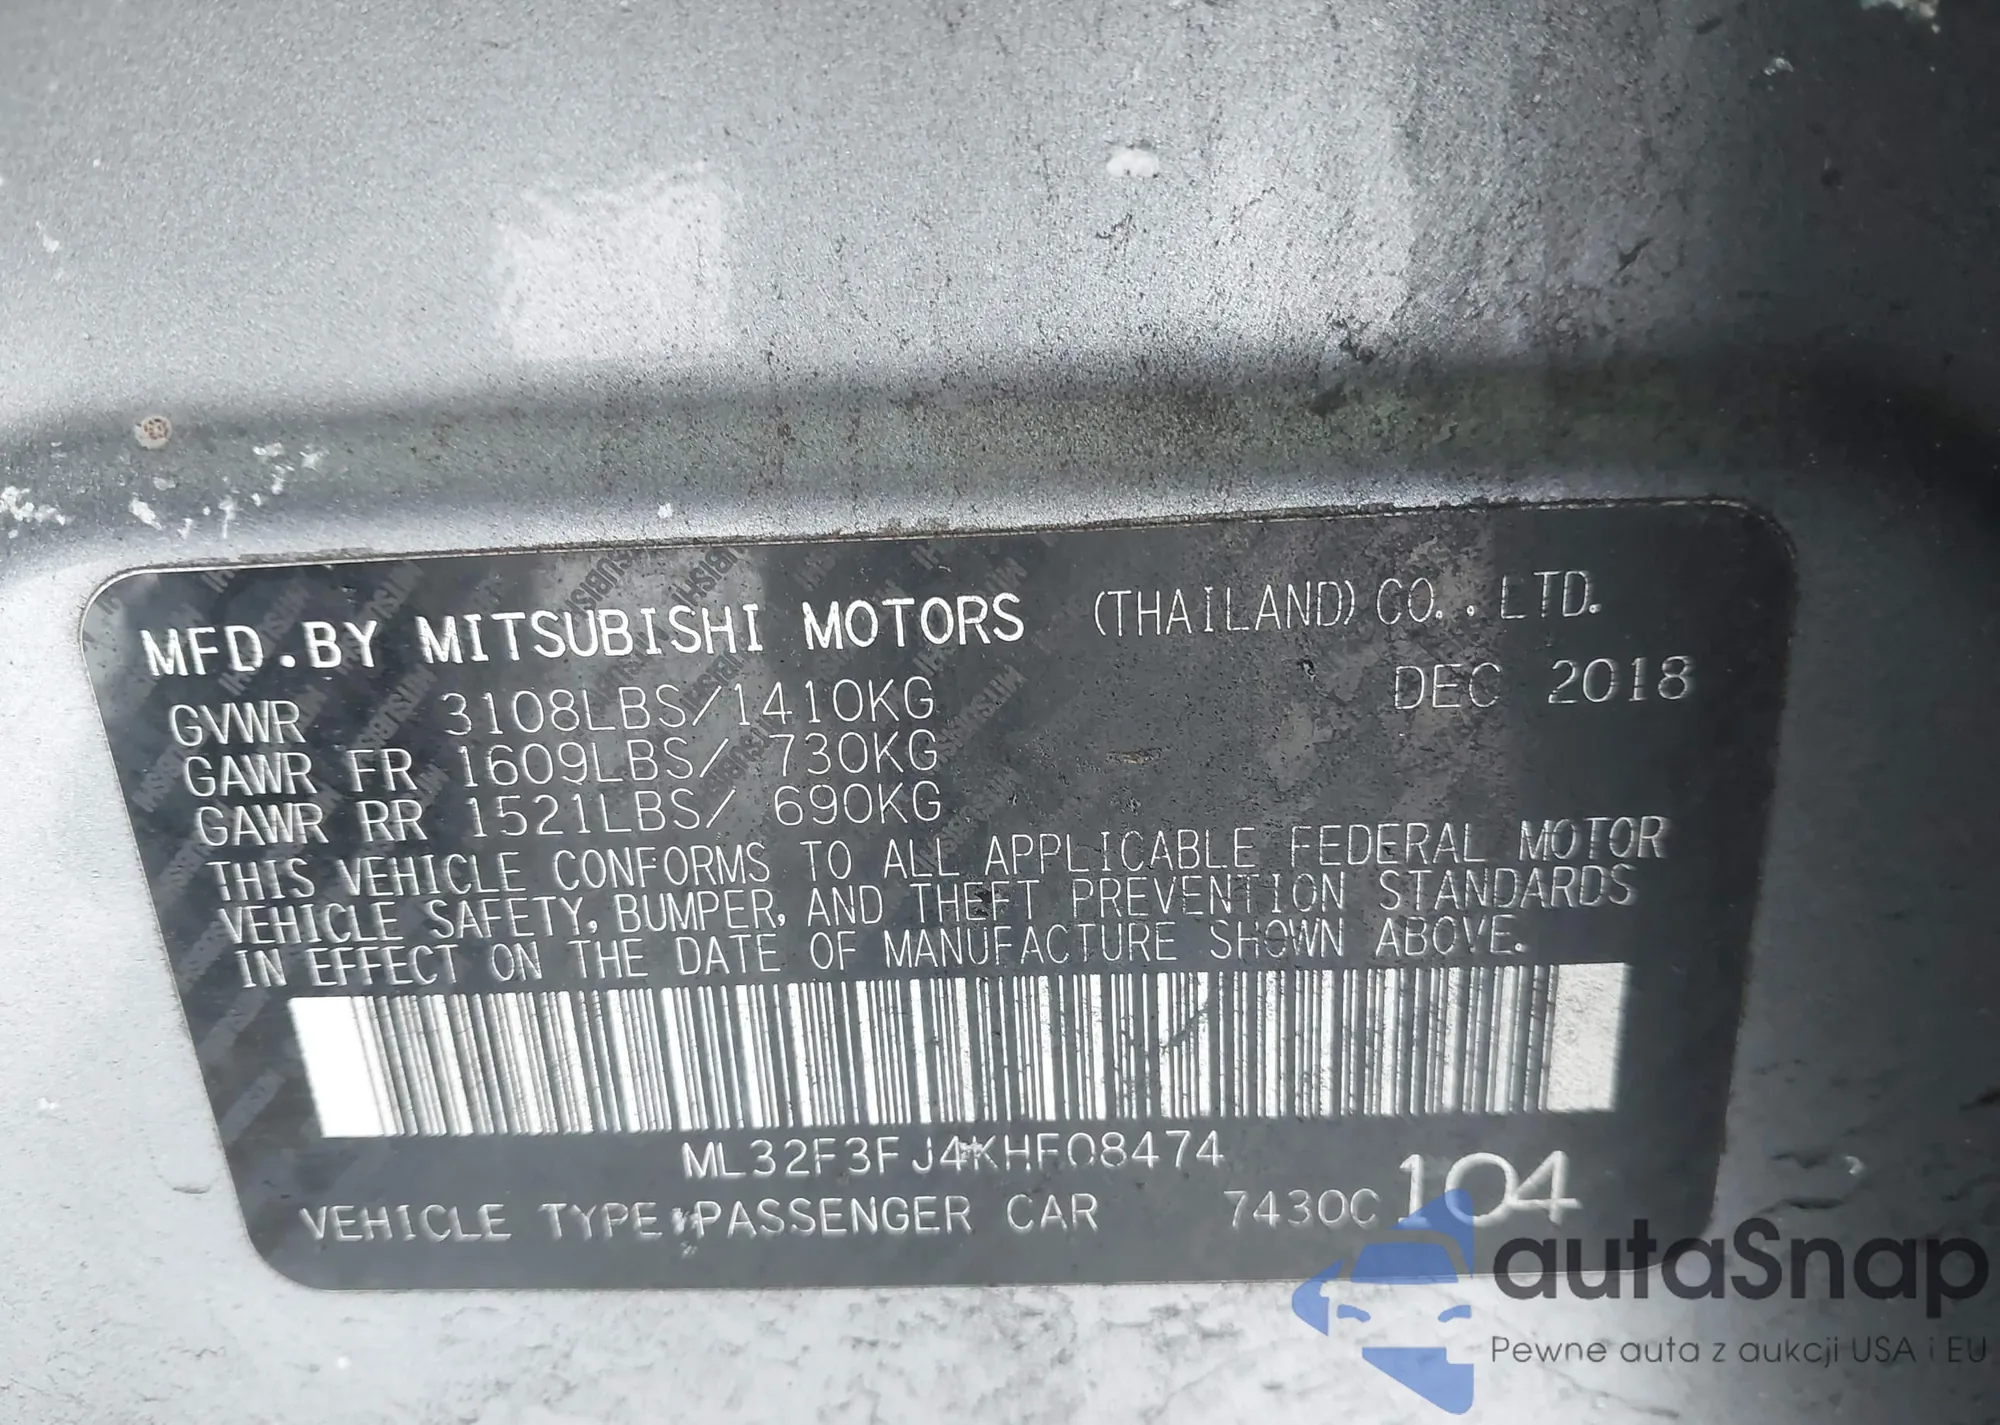 MFD.BY MITSUBISHI MOTORS (THAILAND) CO.,LTD.
DEC 2018
GVWR 3108LBS/1410KG
GAWR FR 1609LBS/ 730KG
GAWR RR 1521LBS/ 690KG
THIS VEHICLE CONFORMS TO ALL APPLICABLE FEDERAL MOTOR
VEHICLE SAFETY, BUMPER, AND THEFT PREVENTION STANDARDS
IN EFFECT ON THE DATE OF MANUFACTURE SHOWN ABOVE.
ML32F3FJ4KHF08474
VEHICLE TYPE:PASSENGER CAR 7430C 104
autoSnap
Pewne auta z aukcji USA i EU